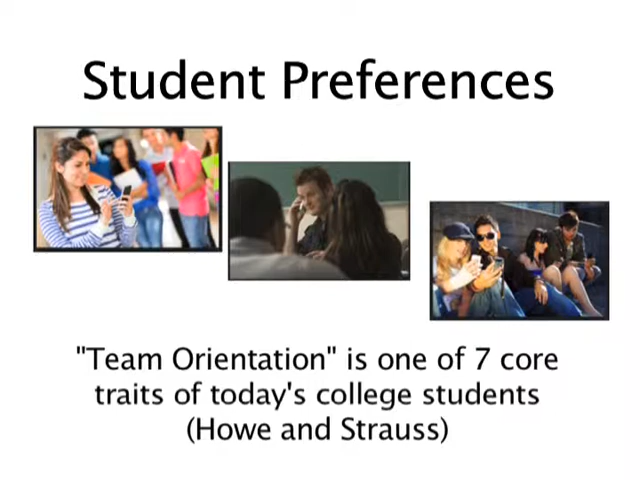 Student Preferences
"Team Orientation" is one of 7 core
traits of today's college students
(Howe and Strauss)